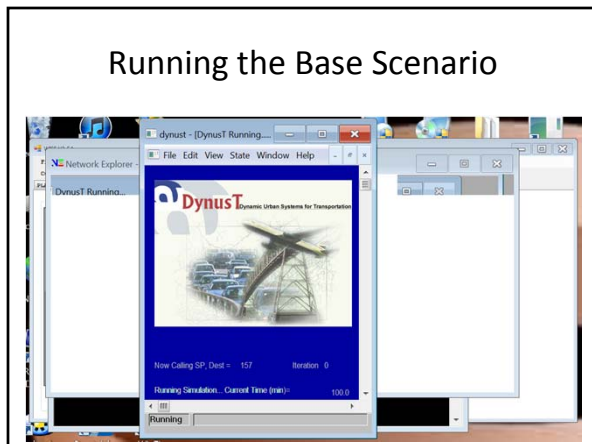 Running the Base Scenario
dynust - [DynusT Running....
File Edit View State Window Help
Network Explorer -
DynusT Running...
DynusT Dynamic Urban Systems for Transportation
Now Calling SP, Dest = 157 Iteration 0
Running Simulation... Current Time (min)= 100.0
Running